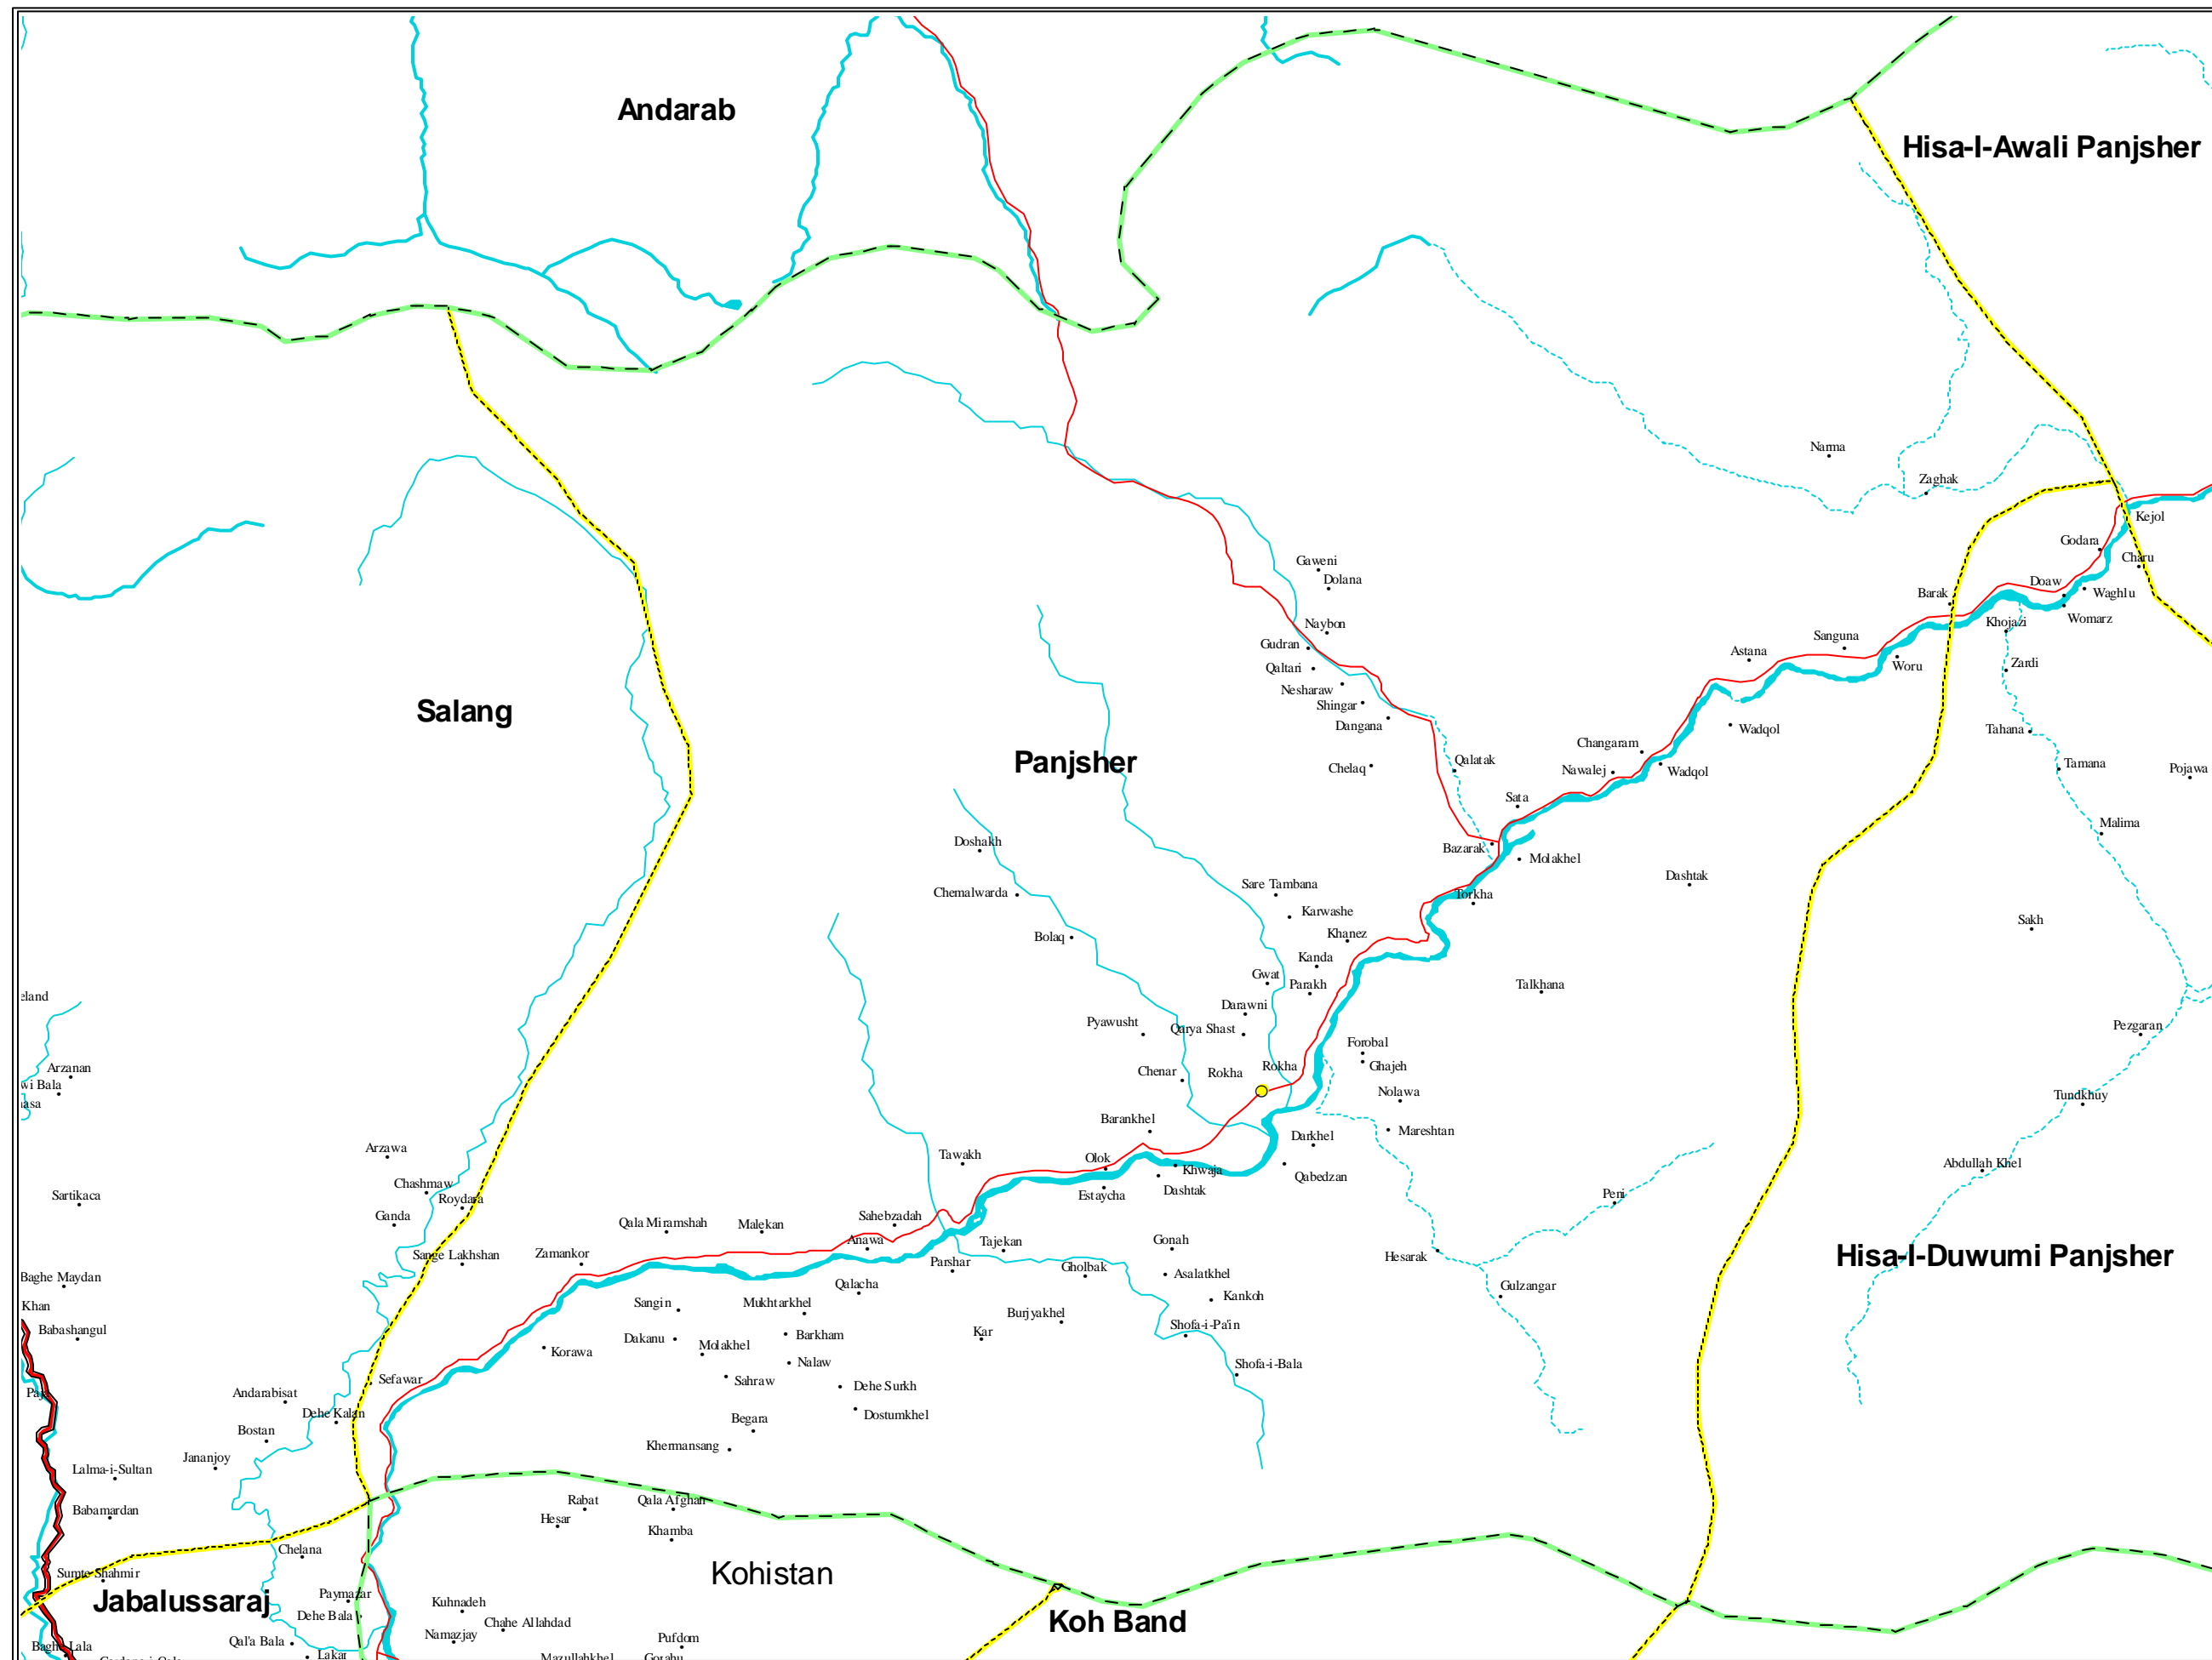 Andarab
Hisa-I-Awali Panjsher
Narma
Zaghak
Kejol
Godara
Charu
Gaweni
Dolana
Doaw
Waghlu
Barak
Womarz
Khojazi
Naybon
Sanguna
Gudran
Astana
Woru
Zardi
Qaltari
Nesharaw
Salang
Shingar
Dangana
Wadqol
Tahana
Changaram
Panjsher
Qalatak
Chelaq
Nawalej
Wadqol
Tamana
Pojawa
Sata
Malima
Doshakh
Bazarak
Molakhel
Dashtak
Sare Tambana
Chemalwarda
Torkha
Karwashe
Sakh
Bolaq
Khanez
Kanda
Gwat
Parakh
Talkhana
eland
Darawni
Pyawusht
Qarya Shast
Pezgaran
Forobal
Arzanan
Chenar
Rokha
Rokha
Ghajeh
wi Bala
Nolawa
Tundkhuy
Barankhel
Mareshtan
Darkhel
Arzawa
Tawakh
Olok
Khwaja
Abdullah Khel
Chashmaw
Qabedzan
Sartikaca
Roydara
Estaycha
Dashtak
Peni
Ganda
Qala Miramshah
Malekan
Sahebzadah
Sange Lakhshan
Zamankor
Anawa
Tajekan
Gonah
Hesarak
Hisa-I-Duwumi Panjsher
Parshar
Gholbak
Asalatkhel
Baghe Maydan
Qalacha
Gulzangar
Khan
Sangin
Mukhtarkhel
Kankoh
Burjyakhel
Babashangul
Dakanu
Barkham
Kar
Shofa-i-Pa'in
Korawa
Molakhel
Nalaw
Shofa-i-Bala
Sefawar
Sahraw
Dehe Surkh
Andarabisat
Dehe Kalan
Dostumkhel
Bostan
Begara
Khermansang
Jananjoy
Lalma-i-Sultan
Babamardan
Rabat
Qala Afghan
Hesar
Khamba
Chelana
Sumte Shahmir
Kohistan
Jabalussaraj
Paymazar
Kuhnadeh
Dehe Bala
Koh Band
Chahe Allahdad
Namazjay
Qal'a Bala
Pufdom
Baghe Lala
Lakar
Mazullahkhel